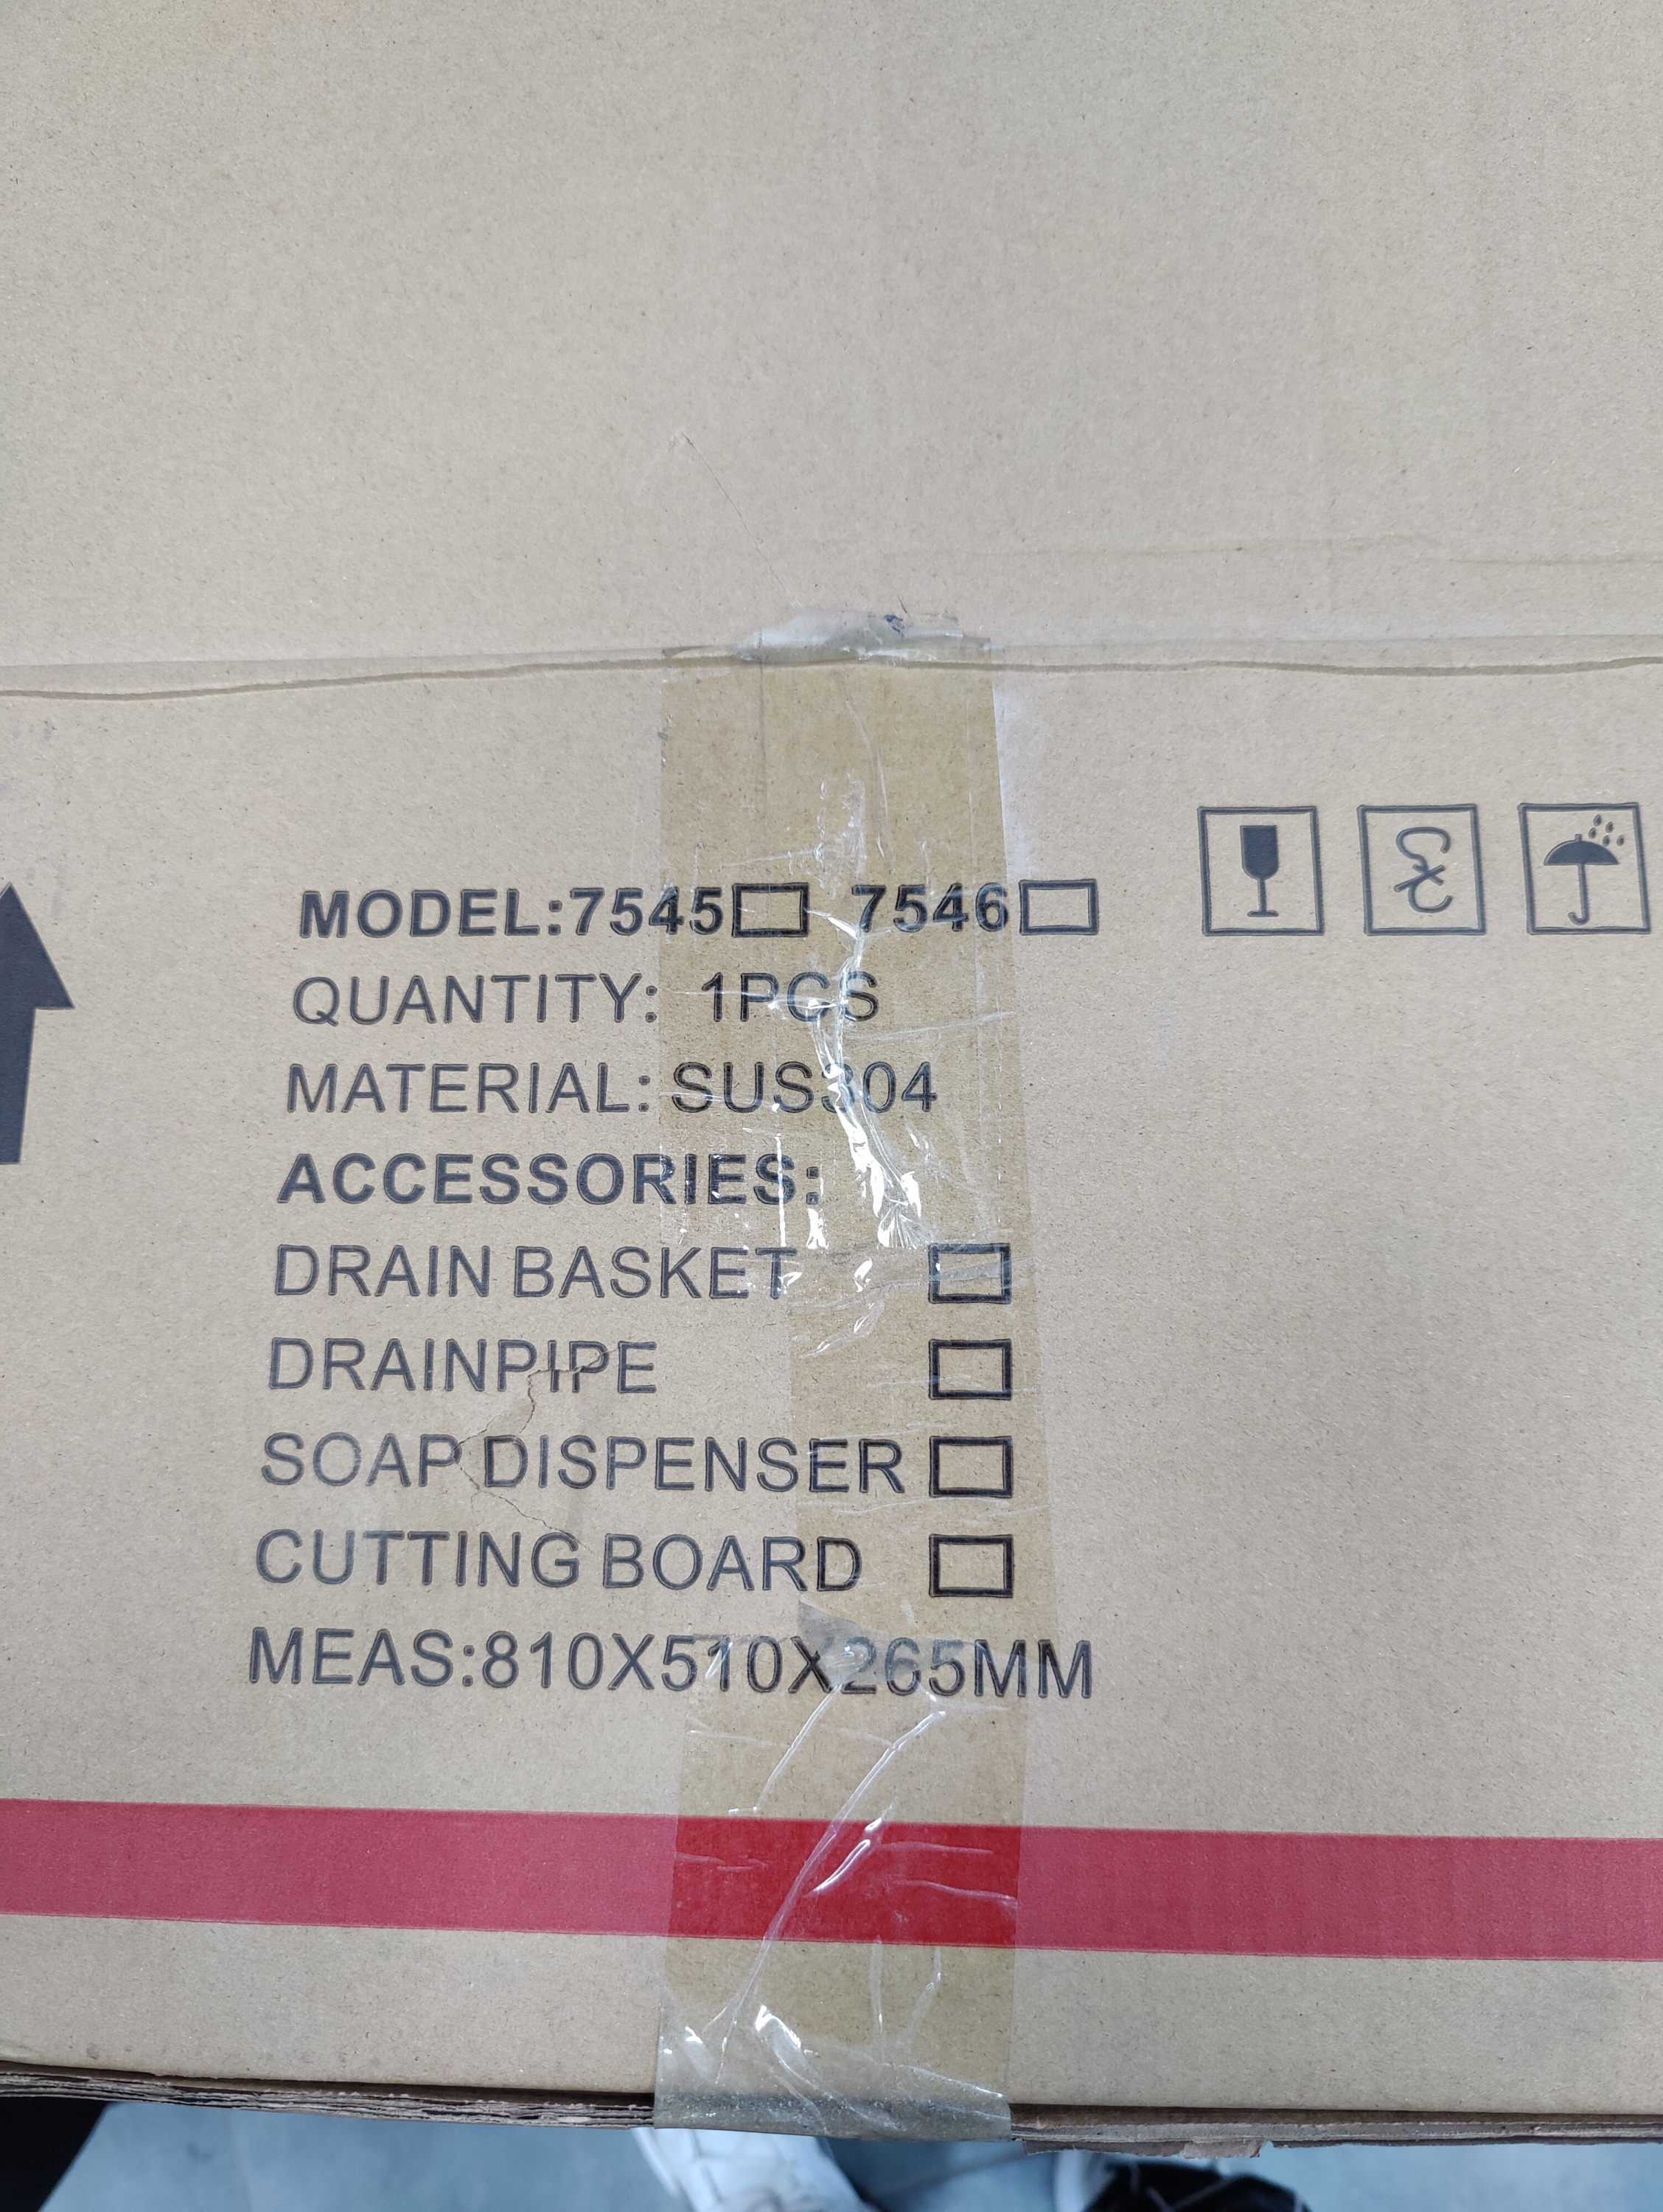 MODEL:7545□ 7546□
QUANTITY: 1PCS
MATERIAL: SUS304
ACCESSORIES:
DRAIN BASKET □
DRAINPIPE □
SOAP DISPENSER □
CUTTING BOARD □
MEAS:810X510X265MM